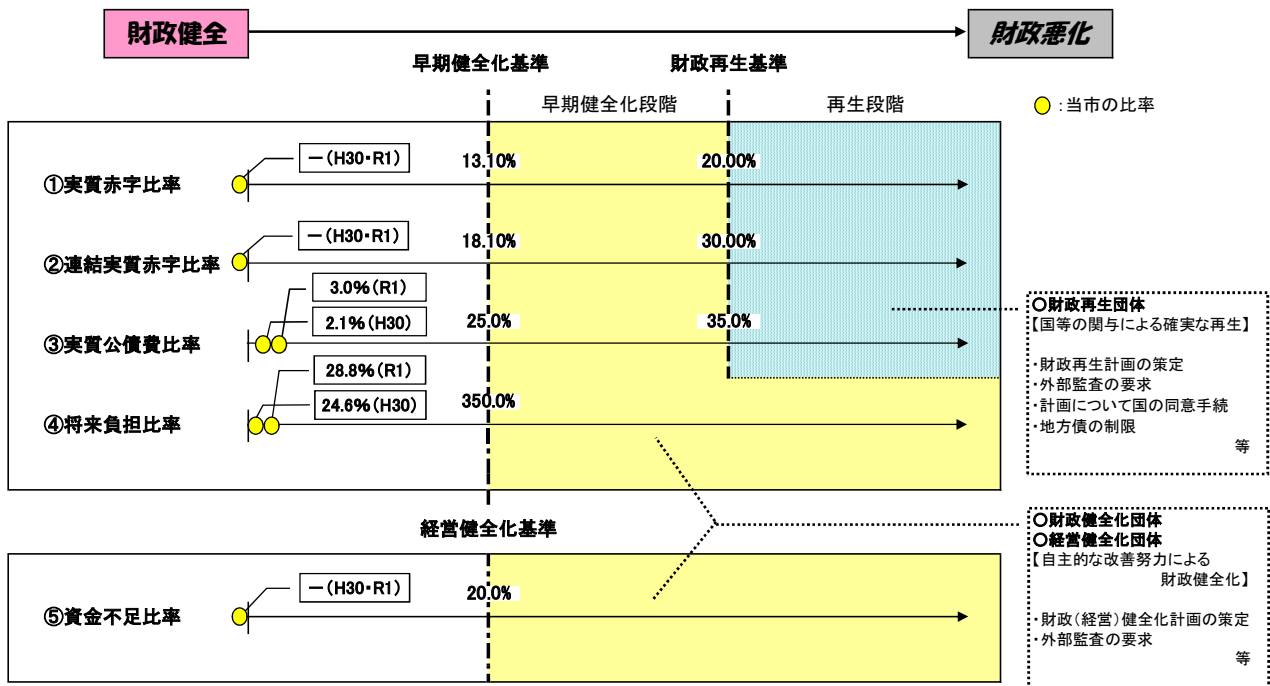 財政健全
財政悪化
早期健全化基準
財政再生基準
早期健全化段階
再生段階
:当市の比率
①実質赤字比率
－(H30・R1)
13.10%
20.00%
②連結実質赤字比率
－(H30・R1)
18.10%
30.00%
③実質公債費比率
3.0%(R1)
2.1%(H30)
25.0%
35.0%
④将来負担比率
28.8%(R1)
24.6%(H30)
350.0%
○財政再生団体
【国等の関与による確実な再生】
・財政再生計画の策定
・外部監査の要求
・計画について国の同意手続
・地方債の制限
等
経営健全化基準
⑤資金不足比率
－(H30・R1)
20.0%
○財政健全化団体
○経営健全化団体
【自主的な改善努力による
財政健全化】
・財政(経営)健全化計画の策定
・外部監査の要求
等